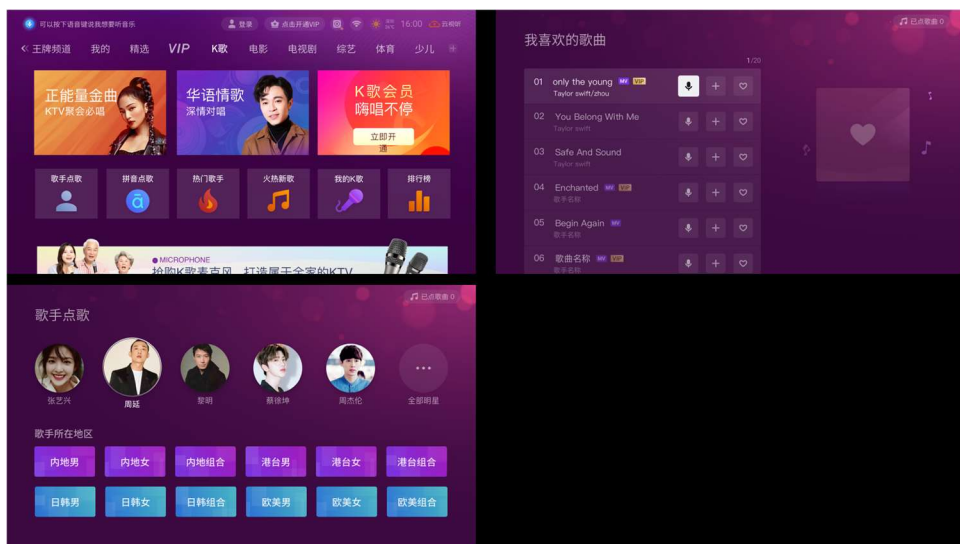 可以按下语音键说我想要听音乐
登录
点击开通VIP
16:00
云视听
王牌频道 我的 精选 VIP K歌 电影 电视剧 综艺 体育 少儿
正能量金曲
KTV聚会必唱
华语情歌
深情对唱
K歌会员
嗨唱不停
立即开
通
歌手点歌 拼音点歌 热门歌手 火热新歌 我的K歌 排行榜
ā
MICROPHONE
抢购K歌麦克风,打造属于全家的KTV
已点歌曲 0
我喜欢的歌曲
1/20
01 only the young MV VIP
Taylor swift/zhou
02 You Belong With Me
Taylor swift
03 Safe And Sound
Taylor swift
04 Enchanted MV VIP
歌手名称
05 Begin Again MV
歌手名称
06 歌曲名称 MV VIP
已点歌曲 0
歌手点歌
张艺兴 周延 黎明 蔡徐坤 周杰伦 全部明星
歌手所在地区
内地男 内地女 内地组合 港台男 港台女 港台组合
日韩男 日韩女 日韩组合 欧美男 欧美女 欧美组合